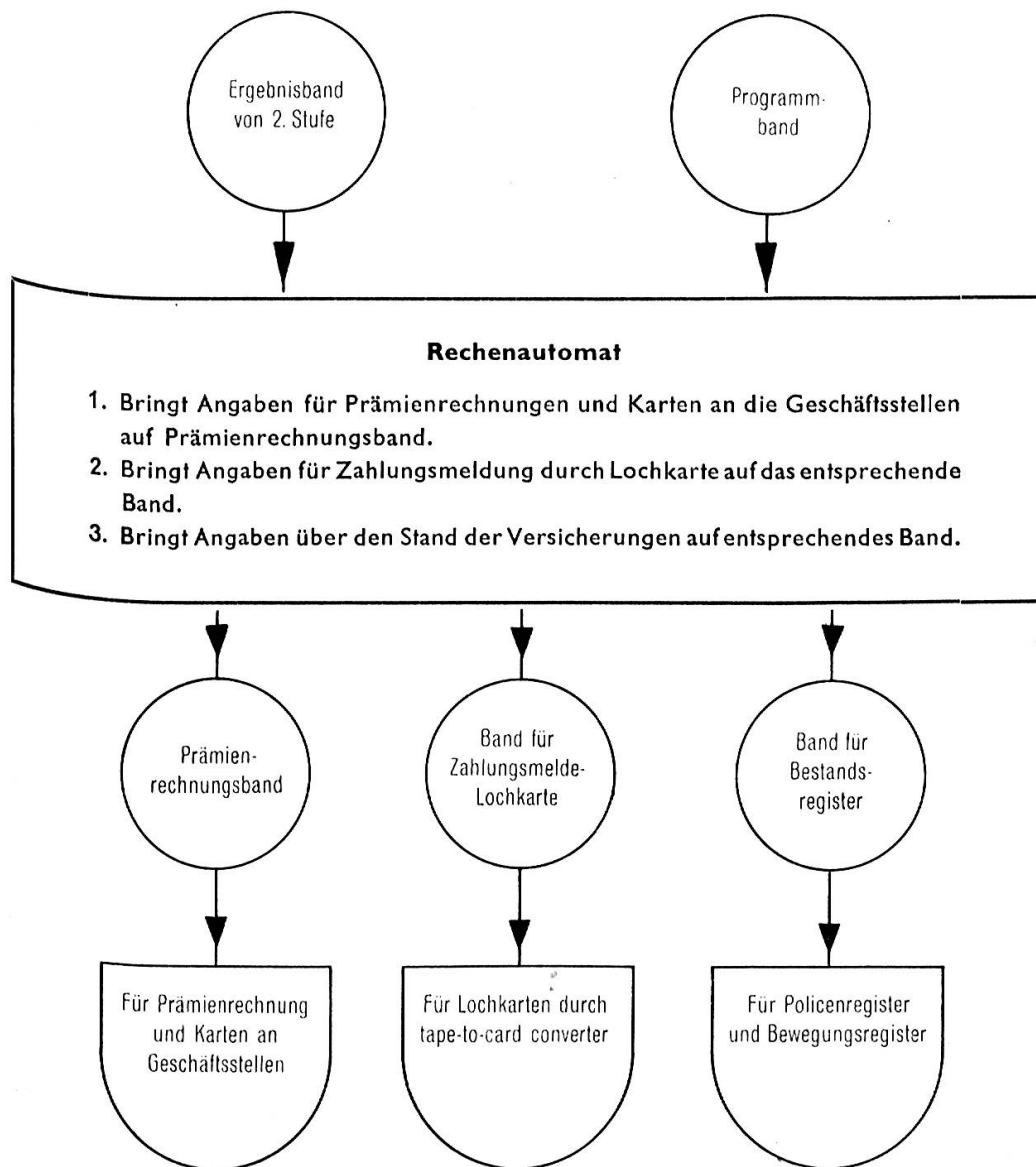 Ergebnisband
von 2. Stufe
Programm-
band
Rechenautomat
1. Bringt Angaben für Prämienrechnungen und Karten an die Geschäftsstellen
auf Prämienrechnungsband.
2. Bringt Angaben für Zahlungsmeldung durch Lochkarte auf das entsprechende
Band.
3. Bringt Angaben über den Stand der Versicherungen auf entsprechendes Band.
Prämien-
rechnungsband
Band für
Zahlungsmelde-
Lochkarte
Band für
Bestands-
register
Für Prämienrechnung
und Karten an
Geschäftsstellen
Für Lochkarten durch
tape-to-card converter
Für Policenregister
und Bewegungsregister